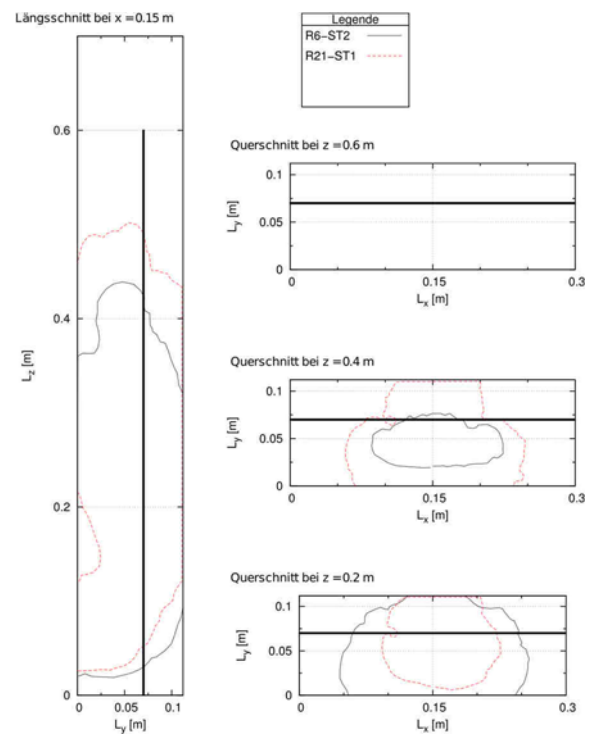 Längsschnitt bei x = 0.15 m
0.6
0.4
0.2
0
L_z [m]
0
0.05
0.1
L_y [m]
Legende
R6−ST2
R21−ST1
Querschnitt bei z = 0.6 m
0.1
0.05
0
L_y [m]
0
0.15
0.3
L_x [m]
Querschnitt bei z = 0.4 m
0.1
0.05
0
L_y [m]
0
0.15
0.3
L_x [m]
Querschnitt bei z = 0.2 m
0.1
0.05
0
L_y [m]
0
0.15
0.3
L_x [m]